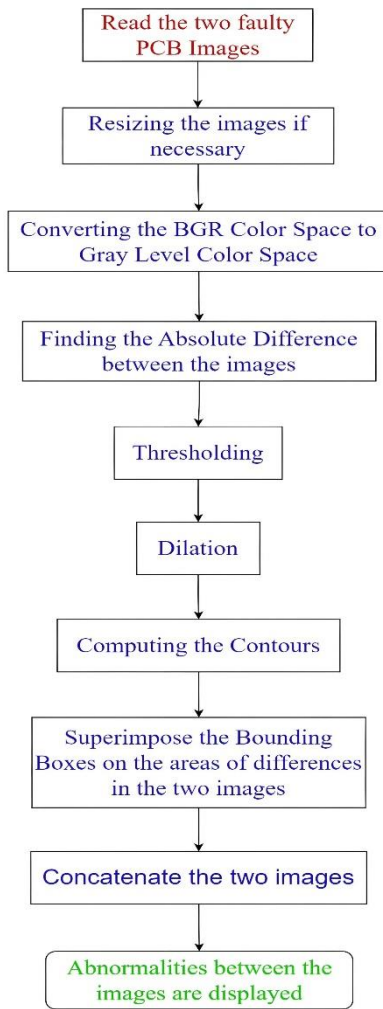 Read the two faulty
PCB Images
Resizing the images if
necessary
Converting the BGR Color Space to
Gray Level Color Space
Finding the Absolute Difference
between the images
Thresholding
Dilation
Computing the Contours
Superimpose the Bounding
Boxes on the areas of differences
in the two images
Concatenate the two images
Abnormalities between the
images are displayed